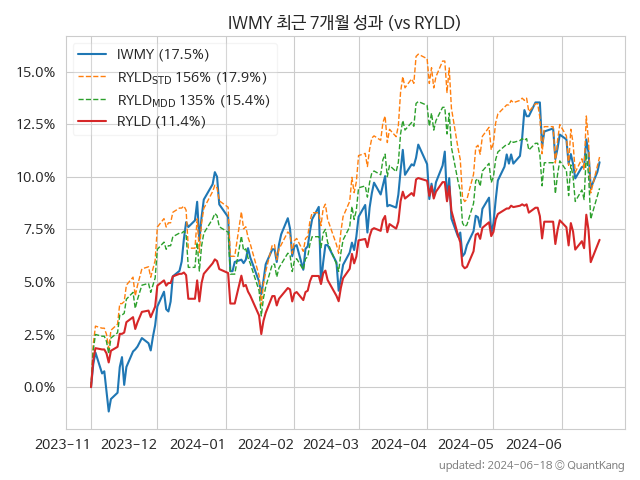 IWMY 최근 7개월 성과 (vs RYLD)
IWMY (17.5%)
RYLD_STD 156% (17.9%)
RYLD_MDD 135% (15.4%)
RYLD (11.4%)
15.0%
12.5%
10.0%
7.5%
5.0%
2.5%
0.0%
2023-11 2023-12 2024-01 2024-02 2024-03 2024-04 2024-05 2024-06
updated: 2024-06-18 © QuantKang